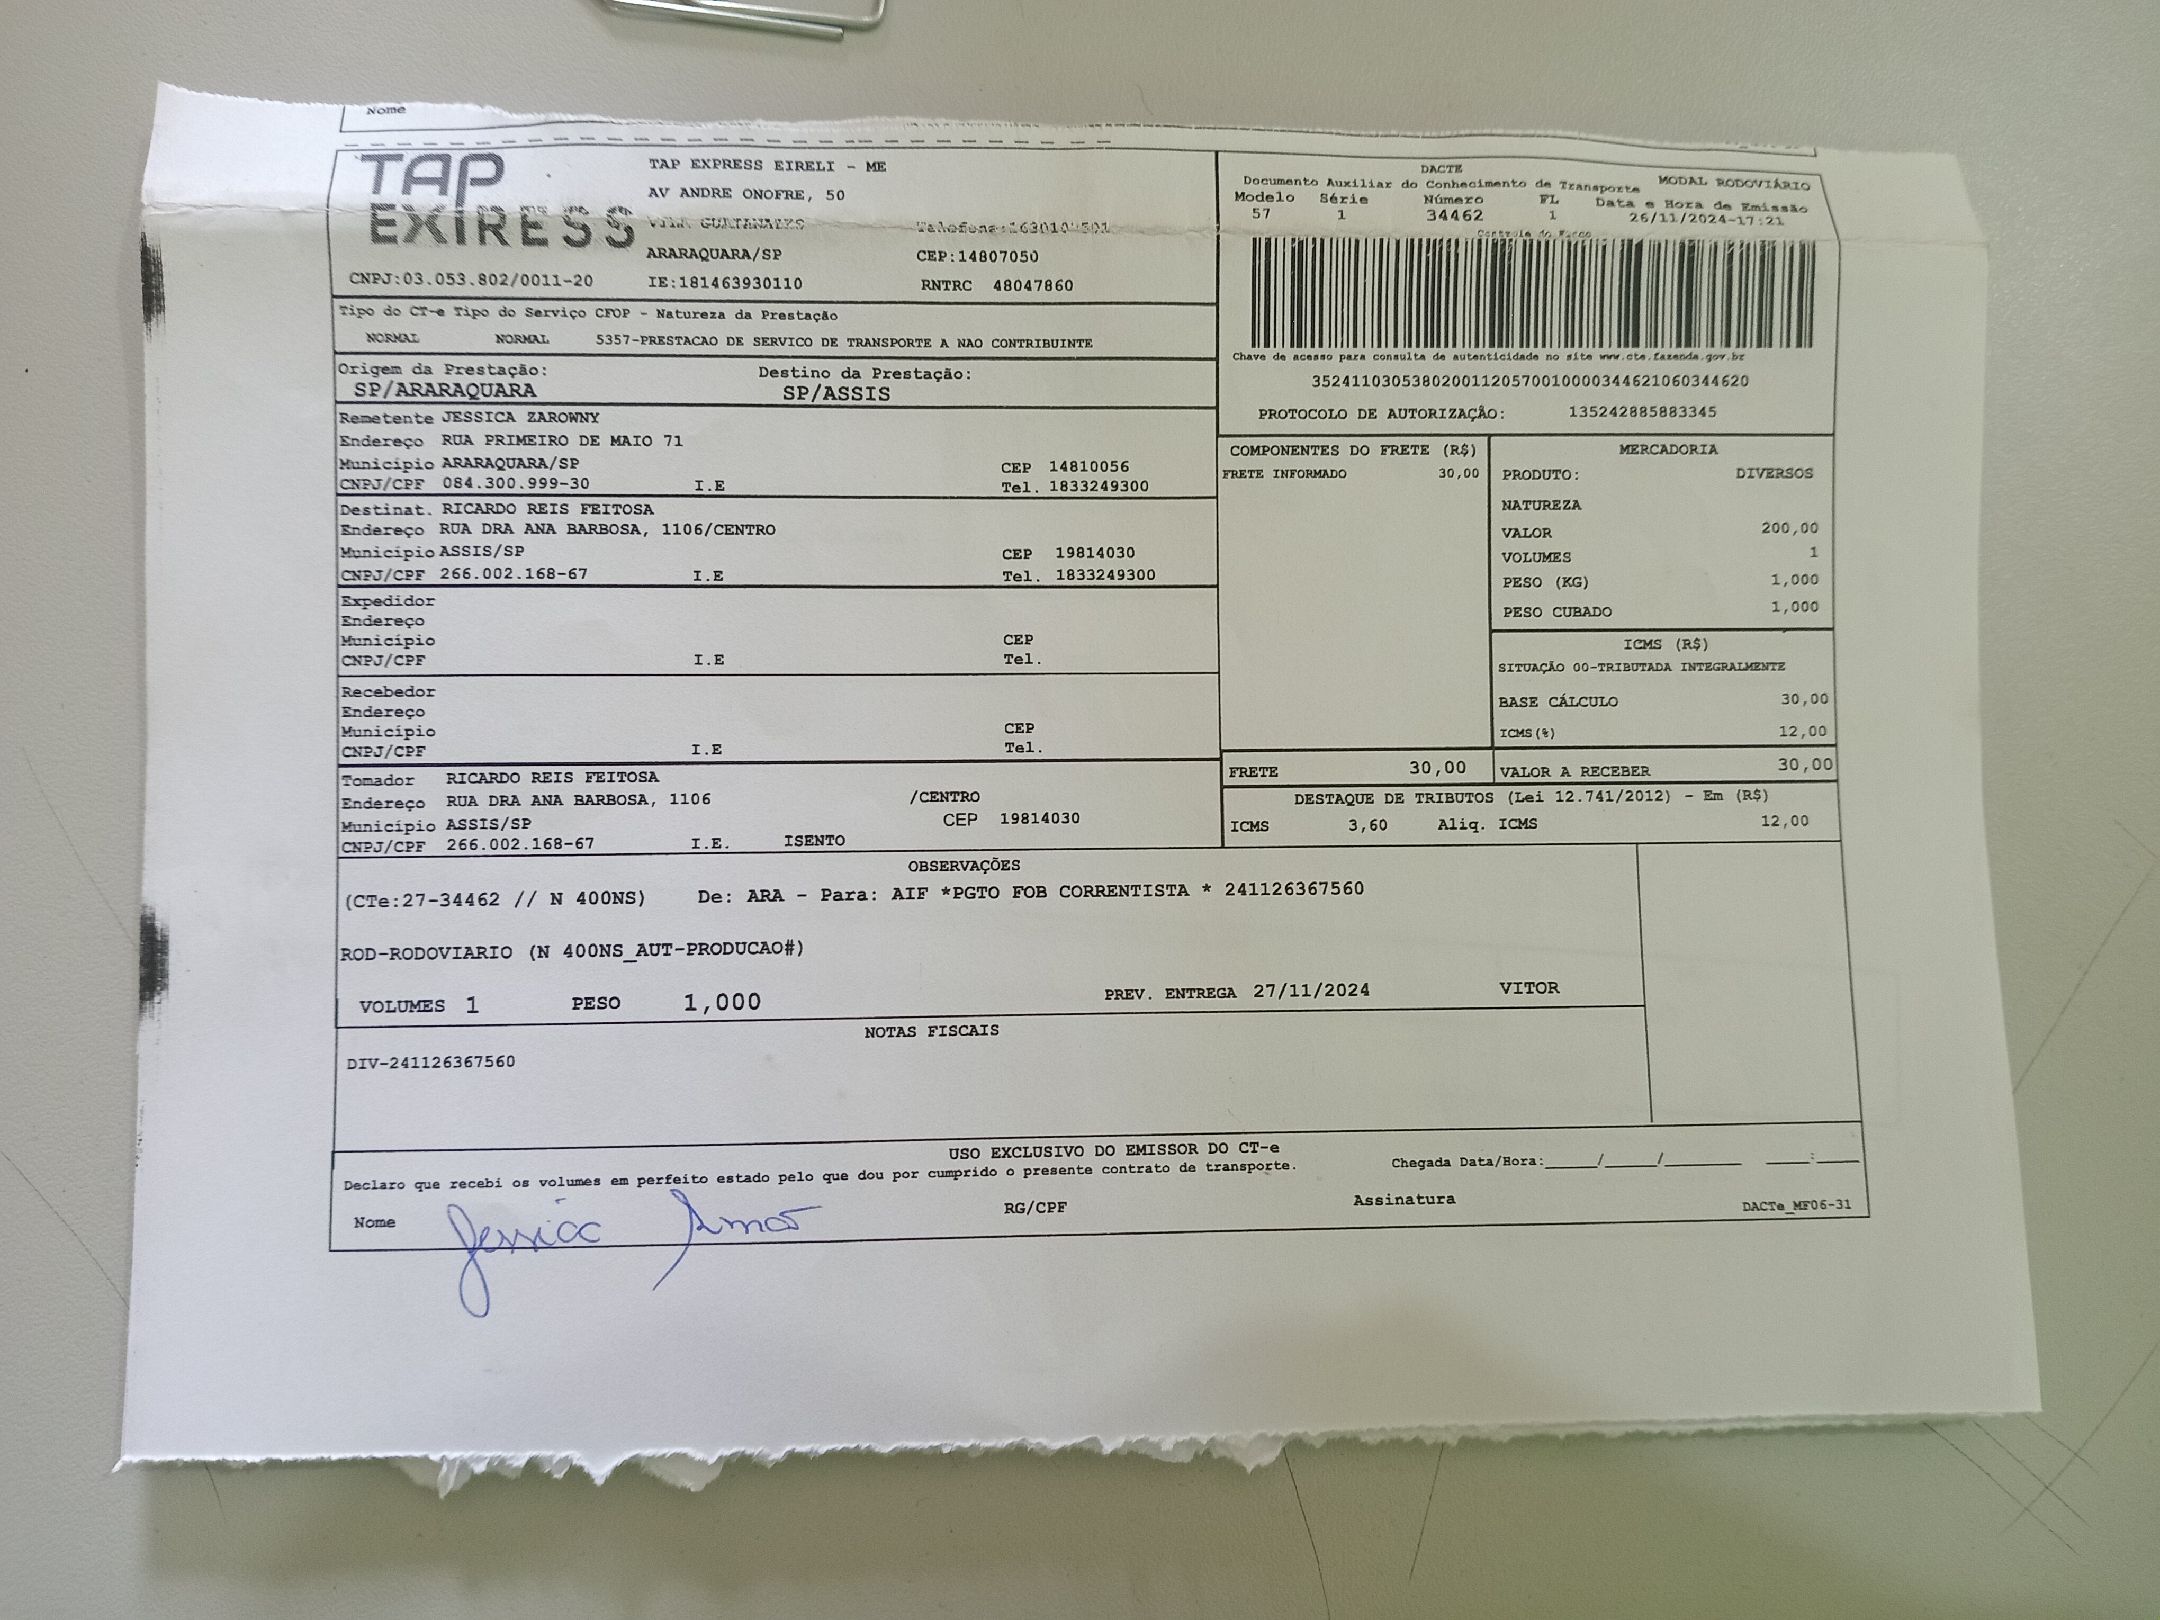 Nome
TAP
EXPRESS
TAP EXPRESS EIRELI - ME
AV ANDRE ONOFRE, 50
VILA
ARARAQUARA/SP CEP:14807050
CNPJ:03.053.802/0011-20 IE:181463930110 RNTRC 48047860
DACTE
Documento Auxiliar do Conhecimento de Transporte MODAL RODOVIÁRIO
Modelo Série Número FL Data e Hora de Emissão
57 1 34462 1 26/11/2024-17:21
Controle do Fisco
Chave de acesso para consulta de autenticidade no site www.cte.fazenda.gov.br
35241103053802001120570010000344621060344620
PROTOCOLO DE AUTORIZAÇÃO: 135242885883345
Tipo do CT-e Tipo do Serviço CFOP - Natureza da Prestação
NORMAL NORMAL 5357-PRESTACAO DE SERVICO DE TRANSPORTE A NAO CONTRIBUINTE
Origem da Prestação: Destino da Prestação:
SP/ARARAQUARA SP/ASSIS
Remetente JESSICA ZAROWNY
Endereço RUA PRIMEIRO DE MAIO 71
Município ARARAQUARA/SP CEP 14810056
CNPJ/CPF 084.300.999-30 I.E Tel. 1833249300
Destinat. RICARDO REIS FEITOSA
Endereço RUA DRA ANA BARBOSA, 1106/CENTRO
Município ASSIS/SP CEP 19814030
CNPJ/CPF 266.002.168-67 I.E Tel. 1833249300
Expedidor
Endereço
Município CEP
CNPJ/CPF I.E Tel.
Recebedor
Endereço
Município CEP
CNPJ/CPF I.E Tel.
Tomador RICARDO REIS FEITOSA
Endereço RUA DRA ANA BARBOSA, 1106 /CENTRO
Município ASSIS/SP CEP 19814030
CNPJ/CPF 266.002.168-67 I.E. ISENTO
COMPONENTES DO FRETE (R$)
FRETE INFORMADO 30,00
MERCADORIA
PRODUTO: DIVERSOS
NATUREZA
VALOR 200,00
VOLUMES 1
PESO (KG) 1,000
PESO CUBADO 1,000
ICMS (R$)
SITUAÇÃO 00-TRIBUTADA INTEGRALMENTE
BASE CÁLCULO 30,00
ICMS(%) 12,00
FRETE 30,00 VALOR A RECEBER 30,00
DESTAQUE DE TRIBUTOS (Lei 12.741/2012) - Em (R$)
ICMS 3,60 Aliq. ICMS 12,00
OBSERVAÇÕES
(CTe:27-34462 // N 400NS) De: ARA - Para: AIF *PGTO FOB CORRENTISTA * 241126367560
ROD-RODOVIARIO (N 400NS_AUT-PRODUCAO#)
VOLUMES 1 PESO 1,000 PREV. ENTREGA 27/11/2024 VITOR
NOTAS FISCAIS
DIV-241126367560
USO EXCLUSIVO DO EMISSOR DO CT-e
Declaro que recebi os volumes em perfeito estado pelo que dou por cumprido o presente contrato de transporte. Chegada Data/Hora:_____/_____/_______ ____:____
Nome Jessica RG/CPF Assinatura DACTe_MF06-31